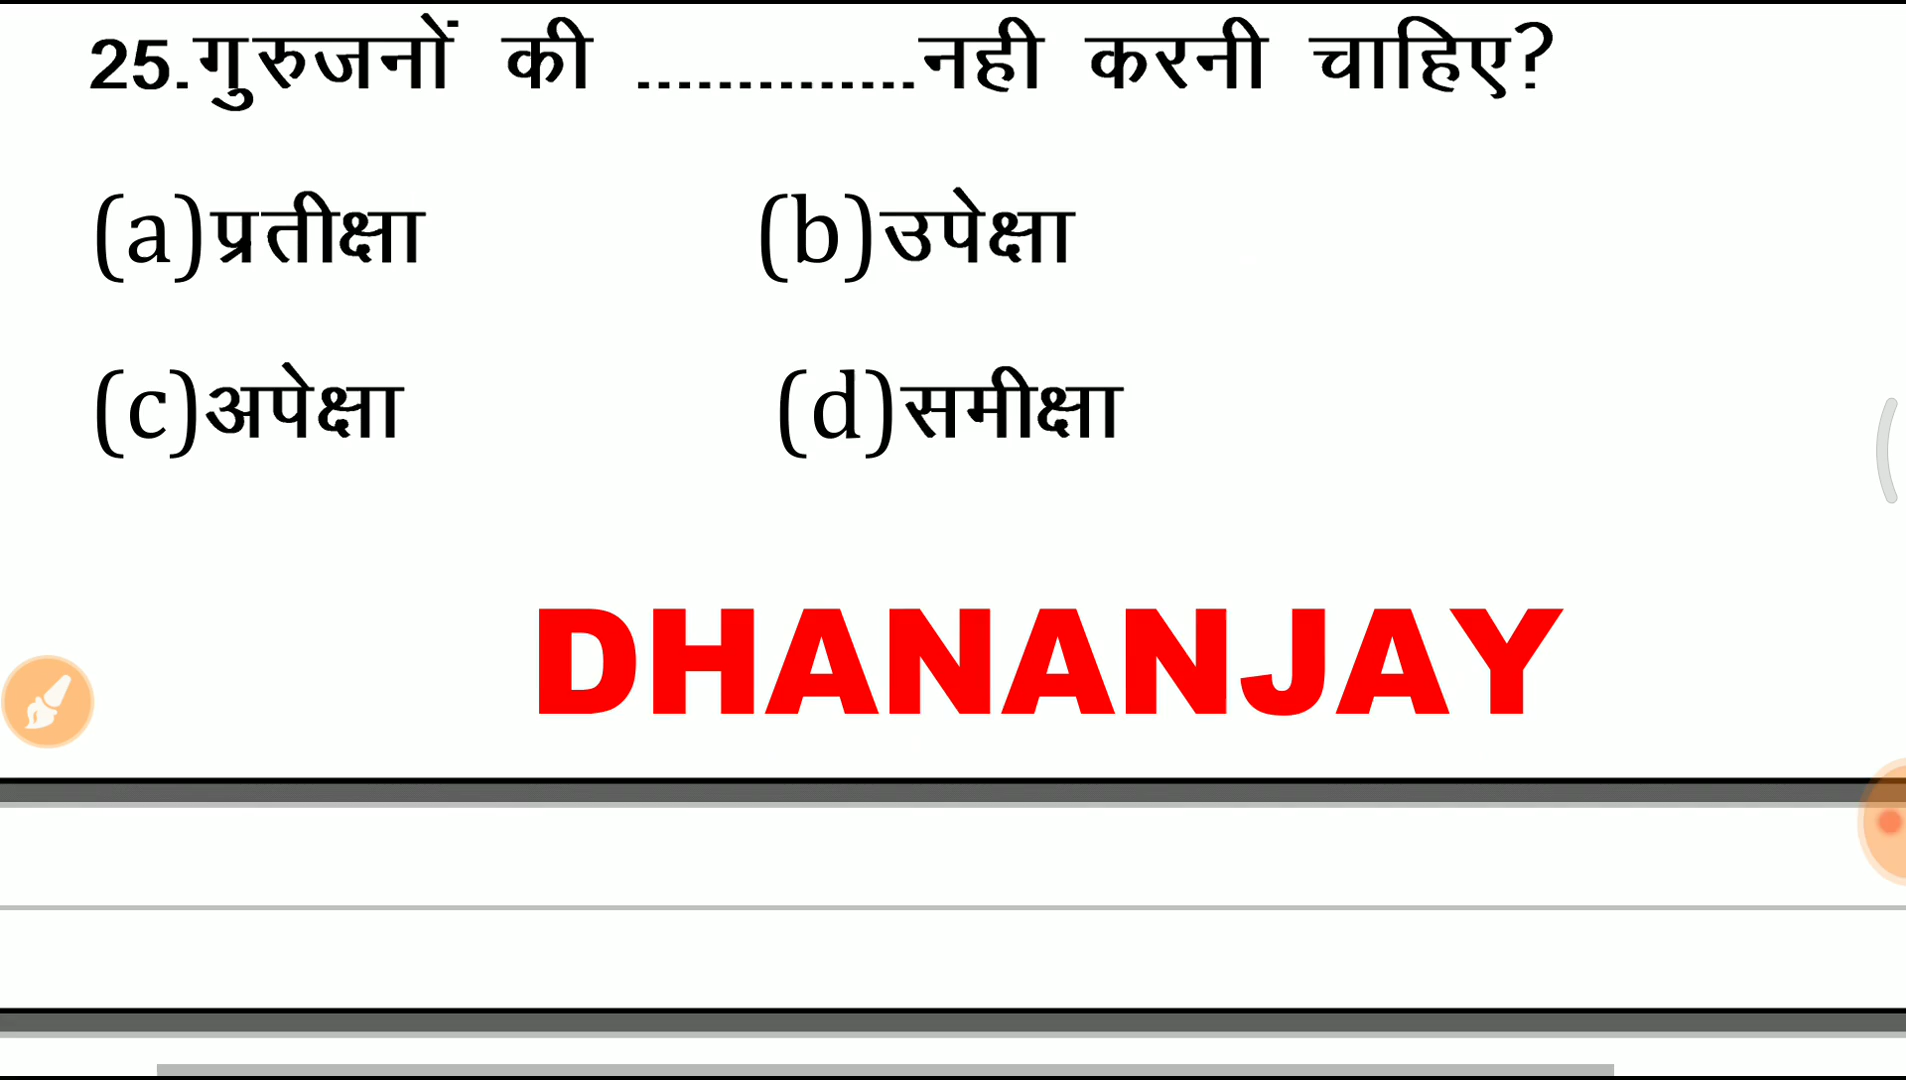 25.गुरुजनों की ..............नही करनी चाहिए?
(a)प्रतीक्षा (b)उपेक्षा
(c)अपेक्षा (d)समीक्षा
DHANANJAY